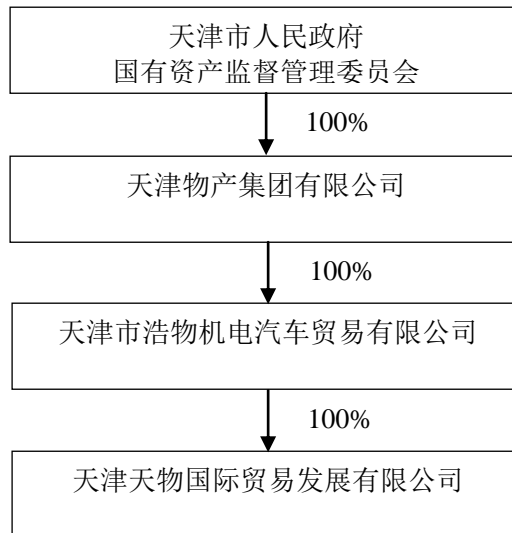 天津市人民政府
国有资产监督管理委员会
100%
天津物产集团有限公司
100%
天津市浩物机电汽车贸易有限公司
100%
天津天物国际贸易发展有限公司